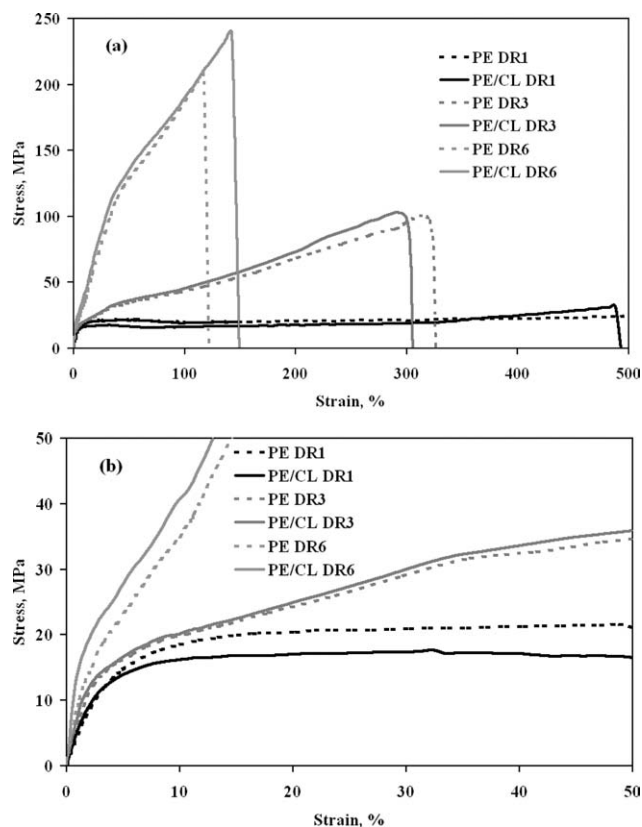 (a)
250
200
150
100
50
0
Stress, MPa
0 100 200 300 400 500
Strain, %
PE DR1
PE/CL DR1
PE DR3
PE/CL DR3
PE DR6
PE/CL DR6
(b)
50
40
30
20
10
0
Stress, MPa
0 10 20 30 40 50
Strain, %
PE DR1
PE/CL DR1
PE DR3
PE/CL DR3
PE DR6
PE/CL DR6